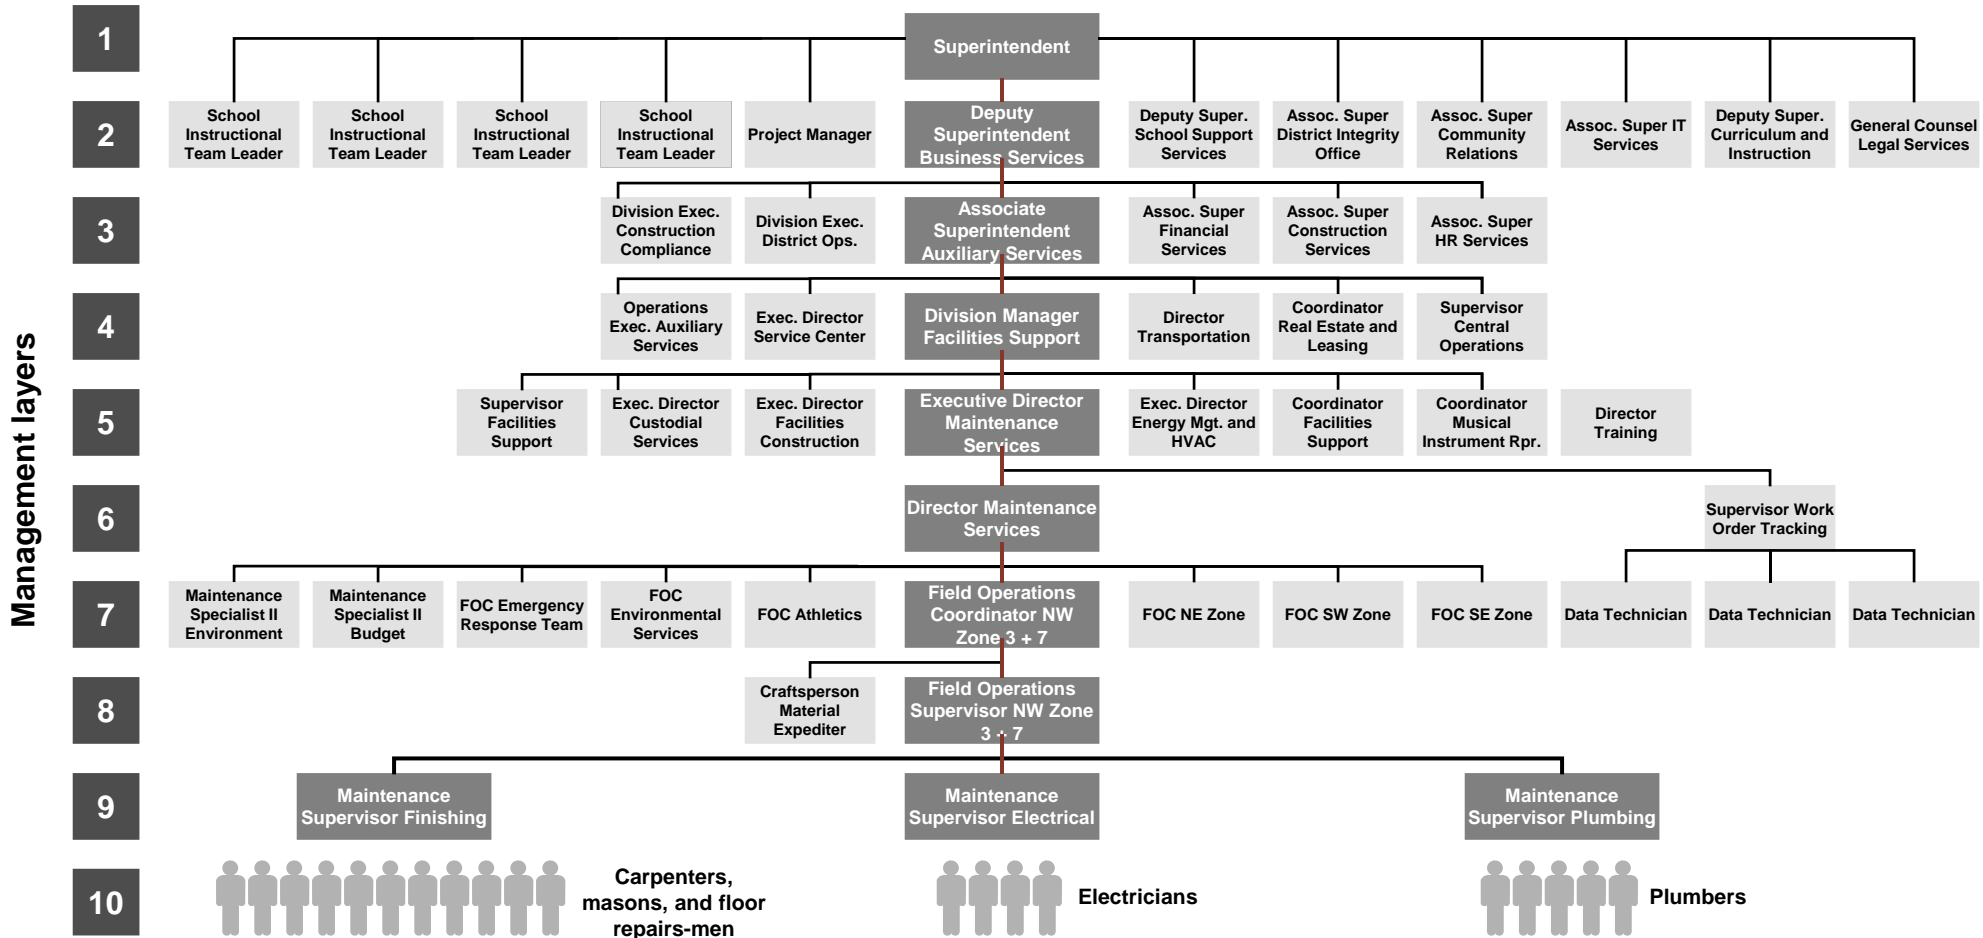 Management layers
1
Superintendent
2
School
Instructional
Team Leader
School
Instructional
Team Leader
School
Instructional
Team Leader
School
Instructional
Team Leader
Project Manager
Deputy
Superintendent
Business Services
Deputy Super.
School Support
Services
Assoc. Super
District Integrity
Office
Assoc. Super
Community
Relations
Assoc. Super IT
Services
Deputy Super.
Curriculum and
Instruction
General Counsel
Legal Services
3
Division Exec.
Construction
Compliance
Division Exec.
District Ops.
Associate
Superintendent
Auxiliary Services
Assoc. Super
Financial
Services
Assoc. Super
Construction
Services
Assoc. Super
HR Services
4
Operations
Exec. Auxiliary
Services
Exec. Director
Service Center
Division Manager
Facilities Support
Director
Transportation
Coordinator
Real Estate and
Leasing
Supervisor
Central
Operations
5
Supervisor
Facilities
Support
Exec. Director
Custodial
Services
Exec. Director
Facilities
Construction
Executive Director
Maintenance
Services
Exec. Director
Energy Mgt. and
HVAC
Coordinator
Facilities
Support
Coordinator
Musical
Instrument Rpr.
Director
Training
6
Director Maintenance
Services
Supervisor Work
Order Tracking
7
Maintenance
Specialist II
Environment
Maintenance
Specialist II
Budget
FOC Emergency
Response Team
FOC
Environmental
Services
FOC Athletics
Field Operations
Coordinator NW
Zone 3 + 7
FOC NE Zone
FOC SW Zone
FOC SE Zone
Data Technician
Data Technician
Data Technician
8
Craftsperson
Material
Expediter
Field Operations
Supervisor NW Zone
3 + 7
9
Maintenance
Supervisor Finishing
Maintenance
Supervisor Electrical
Maintenance
Supervisor Plumbing
10
Carpenters,
masons, and floor
repairs-men
Electricians
Plumbers